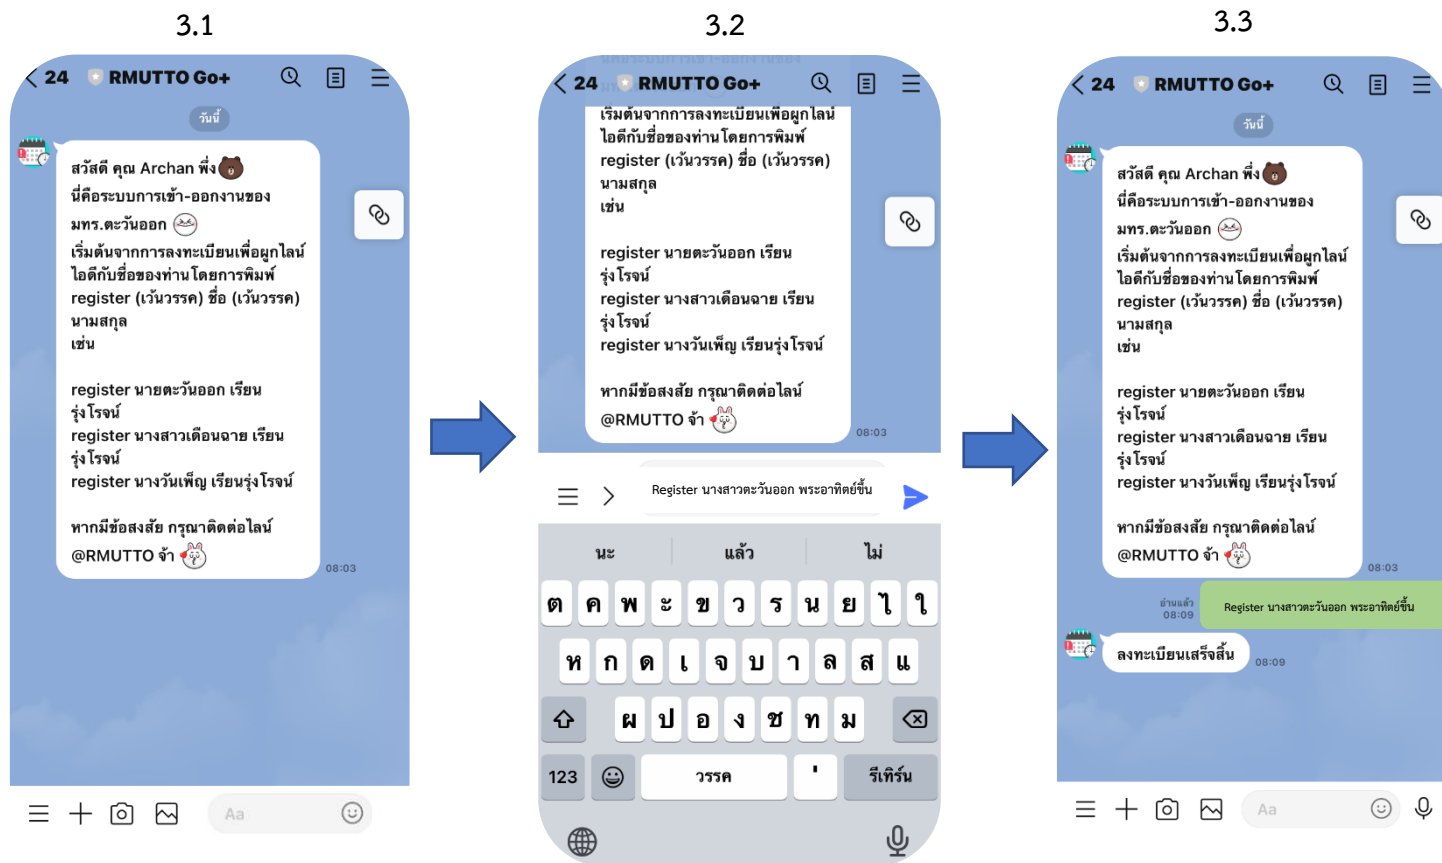 3.1
24 RMUTTO Go+
วันนี้
สวัสดี คุณ Archan พึ่ง
นี่คือระบบการเข้า-ออกงานของ
มทร.ตะวันออก
เริ่มต้นจากการลงทะเบียนเพื่อผูกไลน์
ไอดีกับชื่อของท่านโดยการพิมพ์
register (เว้นวรรค) ชื่อ (เว้นวรรค)
นามสกุล
เช่น
register นายตะวันออก เรียน
รุ่งโรจน์
register นางสาวเดือนฉาย เรียน
รุ่งโรจน์
register นางวันเพ็ญ เรียนรุ่งโรจน์
หากมีข้อสงสัย กรุณาติดต่อไลน์
@RMUTTO จ้า
08:03
Aa
3.2
24 RMUTTO Go+
เริ่มต้นจากการลงทะเบียนเพื่อผูกไลน์
ไอดีกับชื่อของท่านโดยการพิมพ์
register (เว้นวรรค) ชื่อ (เว้นวรรค)
นามสกุล
เช่น
register นายตะวันออก เรียน
รุ่งโรจน์
register นางสาวเดือนฉาย เรียน
รุ่งโรจน์
register นางวันเพ็ญ เรียนรุ่งโรจน์
หากมีข้อสงสัย กรุณาติดต่อไลน์
@RMUTTO จ้า
08:03
Register นางสาวตะวันออก พระอาทิตย์ขึ้น
นะ แล้ว ไม่
ต ค พ ะ ข ว ร น ย ไ ใ
ห ก ด เ จ บ า ล ส แ
ผ ป อ ง ช ท ม
123 วรรค ่ รีเทิร์น
3.3
24 RMUTTO Go+
วันนี้
สวัสดี คุณ Archan พึ่ง
นี่คือระบบการเข้า-ออกงานของ
มทร.ตะวันออก
เริ่มต้นจากการลงทะเบียนเพื่อผูกไลน์
ไอดีกับชื่อของท่านโดยการพิมพ์
register (เว้นวรรค) ชื่อ (เว้นวรรค)
นามสกุล
เช่น
register นายตะวันออก เรียน
รุ่งโรจน์
register นางสาวเดือนฉาย เรียน
รุ่งโรจน์
register นางวันเพ็ญ เรียนรุ่งโรจน์
หากมีข้อสงสัย กรุณาติดต่อไลน์
@RMUTTO จ้า
08:03
อ่านแล้ว
08:09
Register นางสาวตะวันออก พระอาทิตย์ขึ้น
ลงทะเบียนเสร็จสิ้น
08:09
Aa